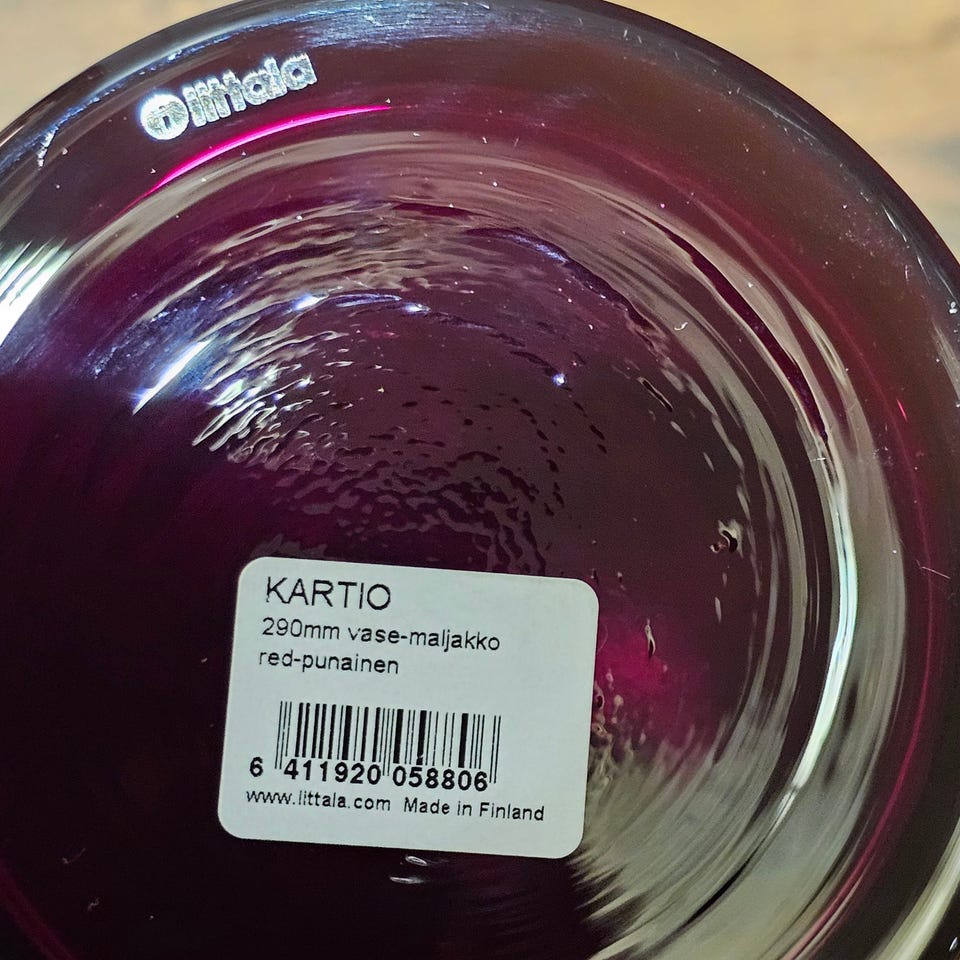 iittala
KARTIO
290mm vase-maljakko
red-punainen
6 411920 058806
www.iittala.com Made in Finland